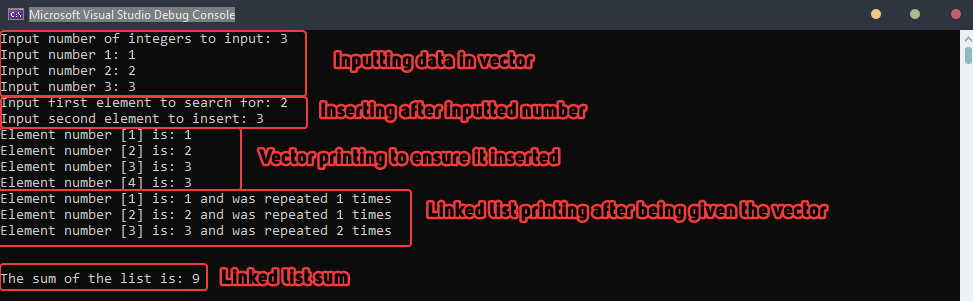 Microsoft Visual Studio Debug Console
Input number of integers to input: 3
Input number 1: 1
Input number 2: 2
Input number 3: 3
Inputting data in vector
Input first element to search for: 2
Input second element to insert: 3
Inserting after inputted number
Element number [1] is: 1
Element number [2] is: 2
Element number [3] is: 3
Element number [4] is: 3
Vector printing to ensure it inserted
Element number [1] is: 1 and was repeated 1 times
Element number [2] is: 2 and was repeated 1 times
Element number [3] is: 3 and was repeated 2 times
Linked list printing after being given the vector
The sum of the list is: 9
Linked list sum